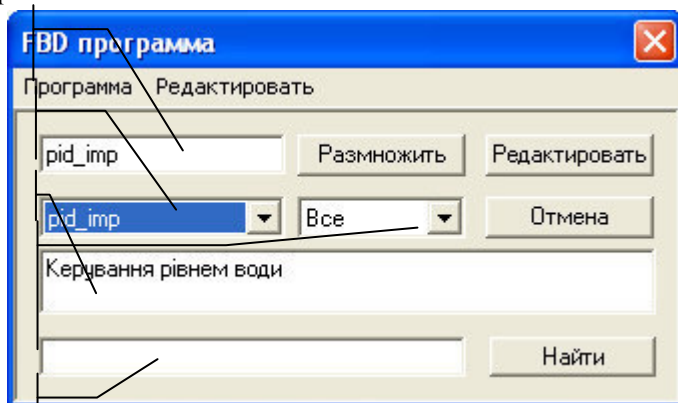 FBD программа
Программа Редактировать
pid_imp Размножить Редактировать
pid_imp Все Отмена
Керування рівнем води
Найти